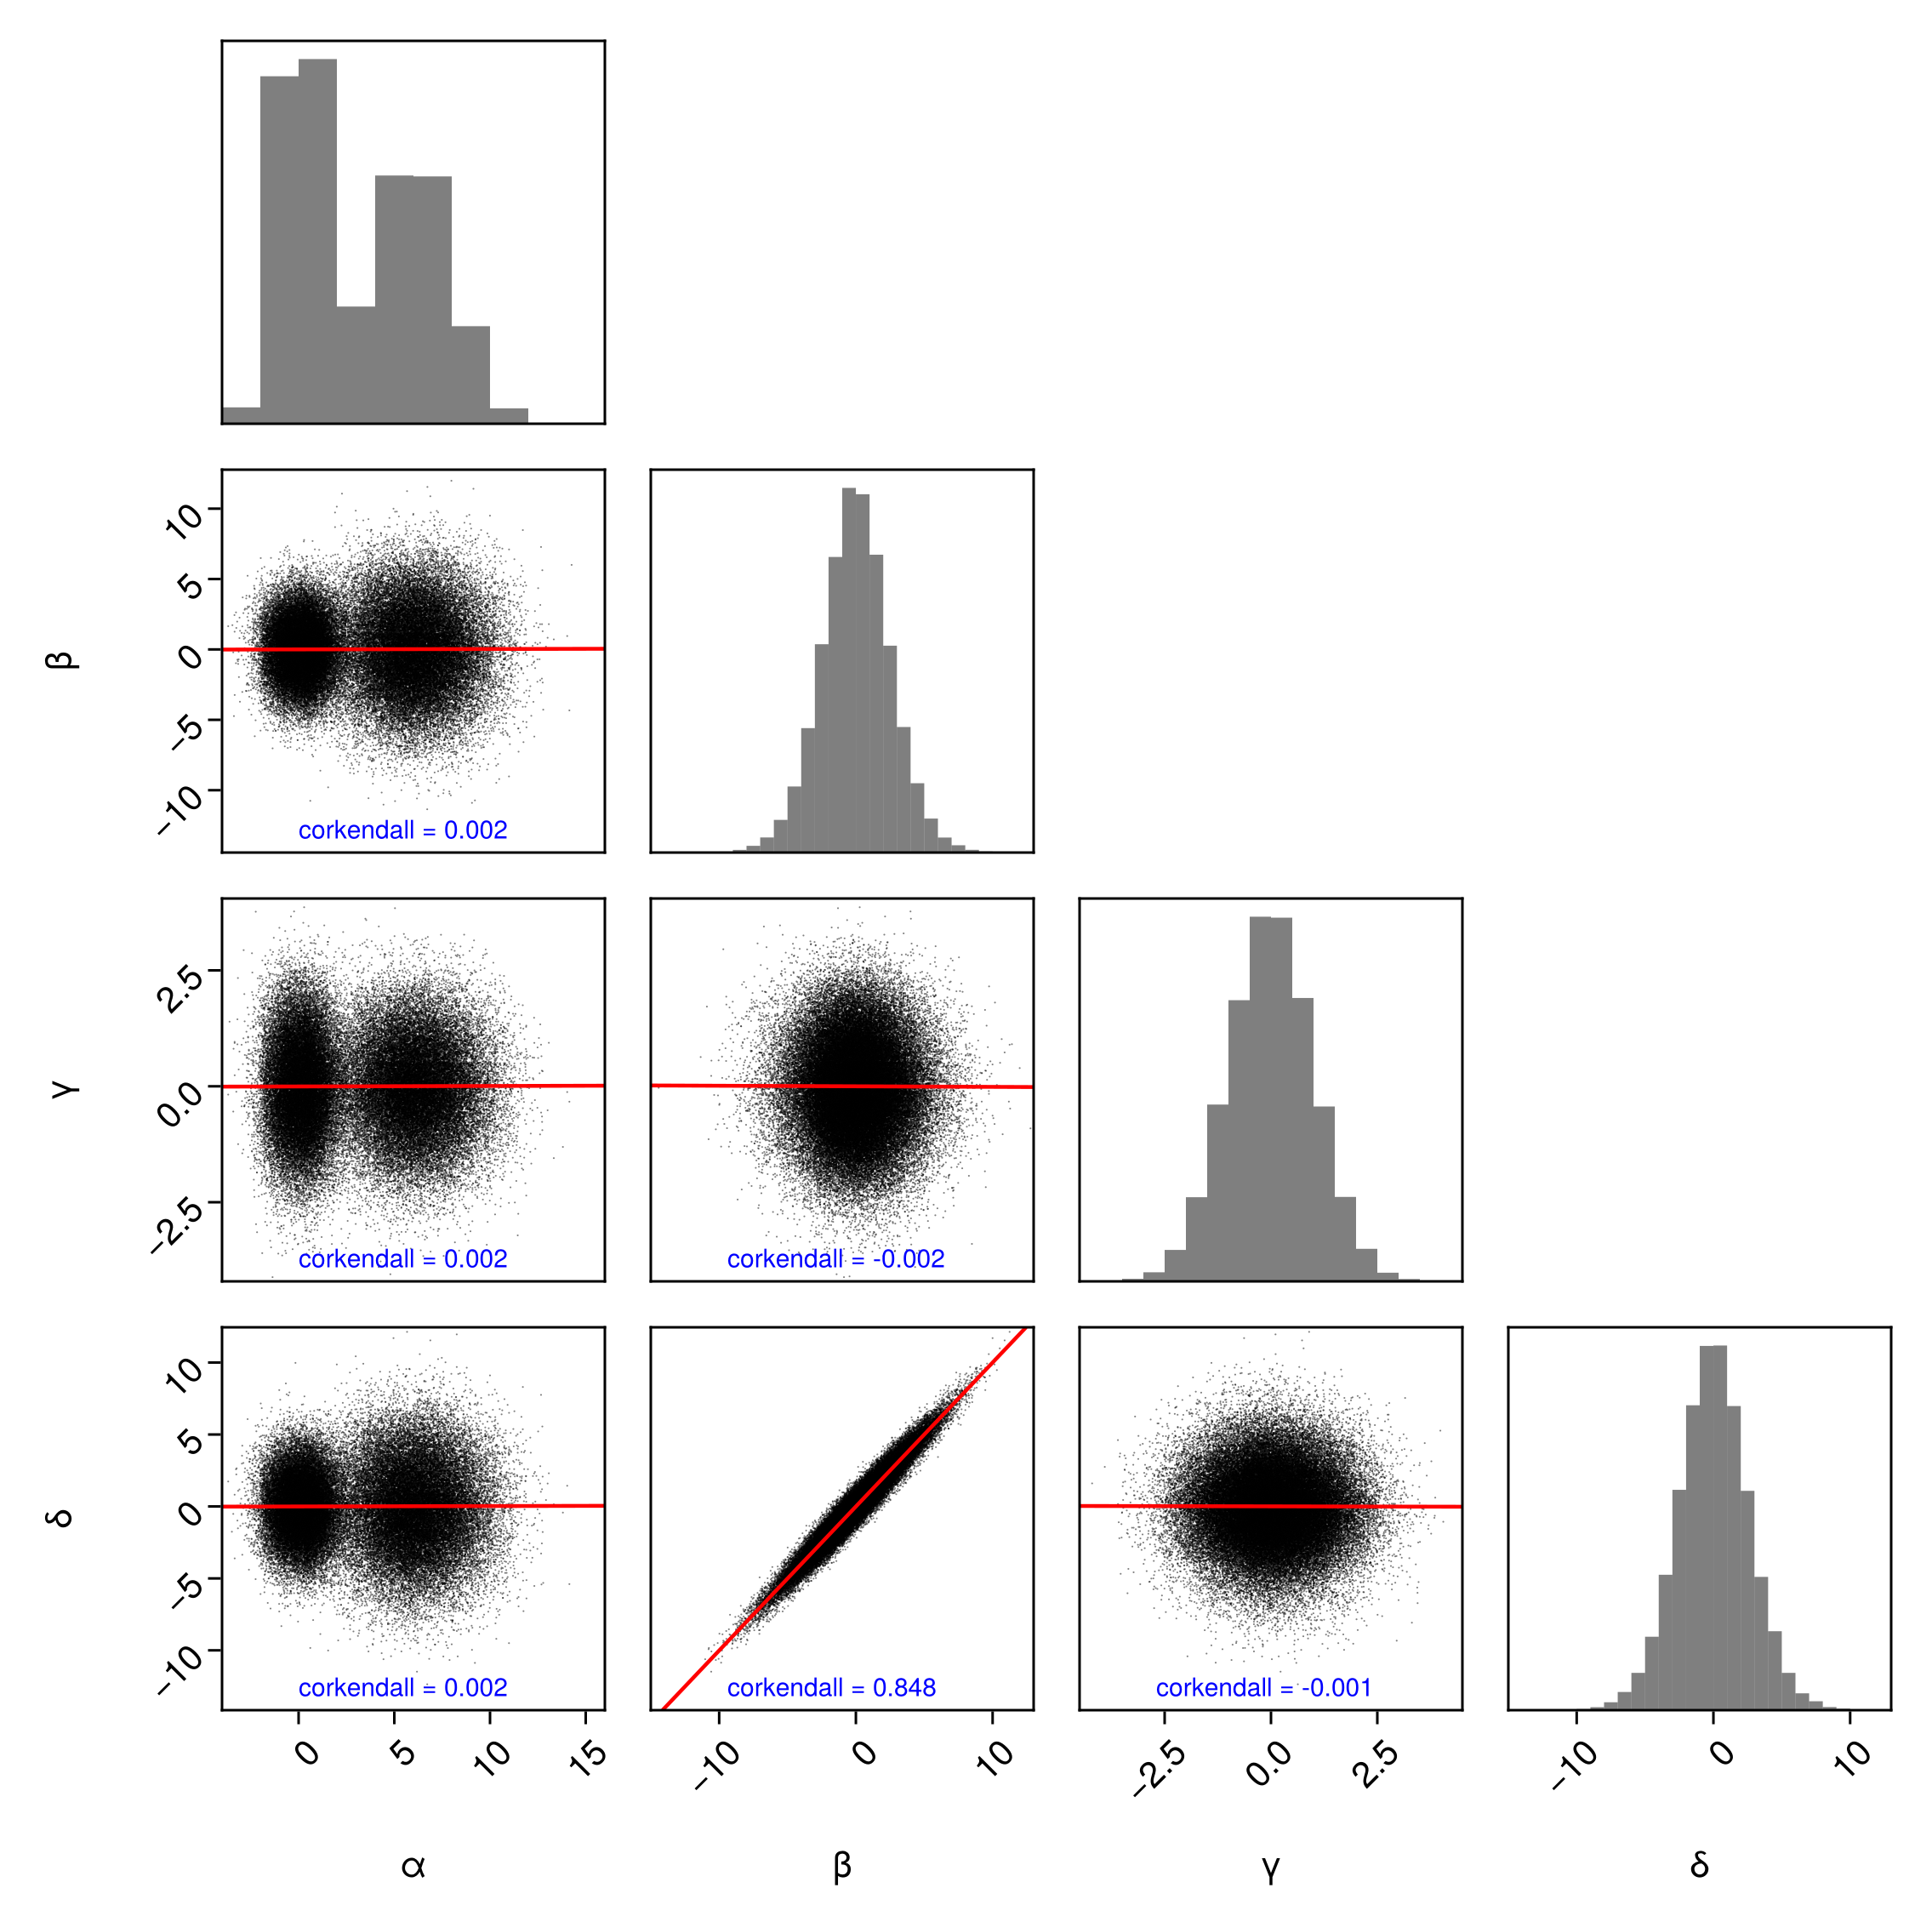 10
5
0
−5
−10
β
corkendall = 0.002
2.5
0.0
−2.5
γ
corkendall = 0.002
corkendall = -0.002
10
5
0
−5
−10
δ
corkendall = 0.002
corkendall = 0.848
corkendall = -0.001
0 5 10 15
−10 0 10
−2.5 0.0 2.5
−10 0 10
α
β
γ
δ